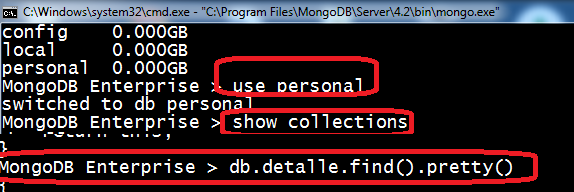 C:\Windows\system32\cmd.exe - "C:\Program Files\MongoDB\Server\4.2\bin\mongo.exe"
config 0.000GB
local 0.000GB
personal 0.000GB
MongoDB Enterprise > use personal
switched to db personal
MongoDB Enterprise > show collections
}
MongoDB Enterprise > db.detalle.find().pretty()